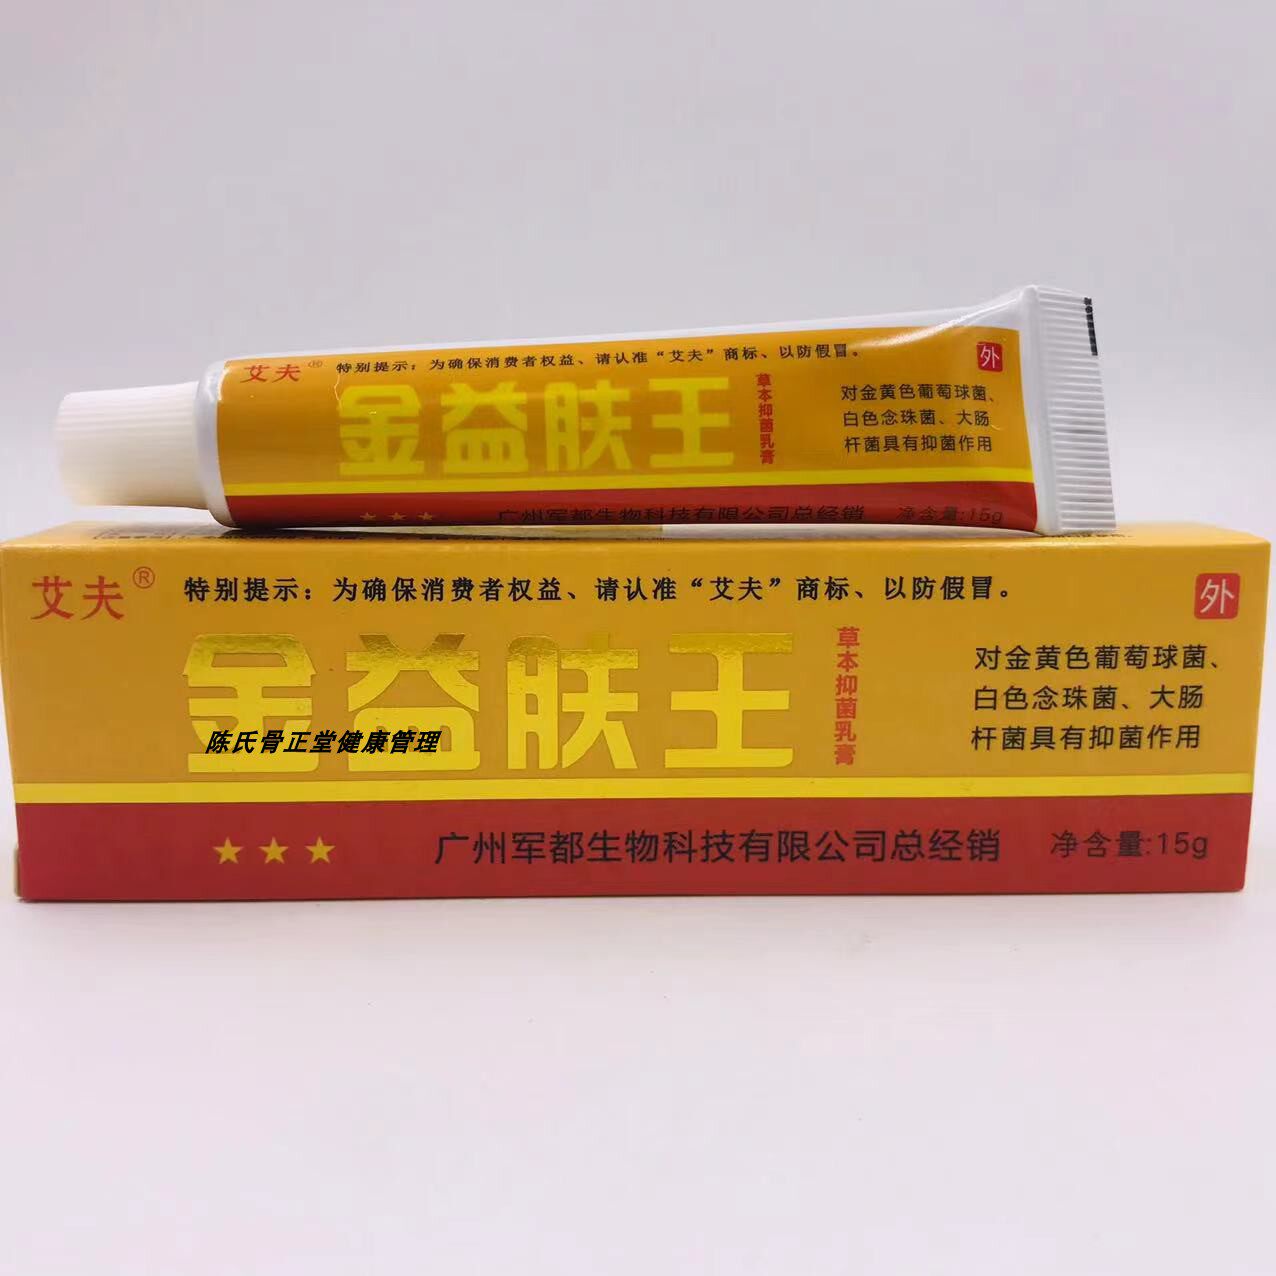 艾夫®
特别提示：为确保消费者权益、请认准“艾夫”商标、以防假冒。
外
金益肤王
草本抑菌乳膏
对金黄色葡萄球菌、
白色念珠菌、大肠
杆菌具有抑菌作用
广州军都生物科技有限公司总经销
净含量:15g
艾夫®
特别提示：为确保消费者权益、请认准“艾夫”商标、以防假冒。
外
金益肤王
草本抑菌乳膏
对金黄色葡萄球菌、
白色念珠菌、大肠
杆菌具有抑菌作用
陈氏骨正堂健康管理
广州军都生物科技有限公司总经销
净含量:15g